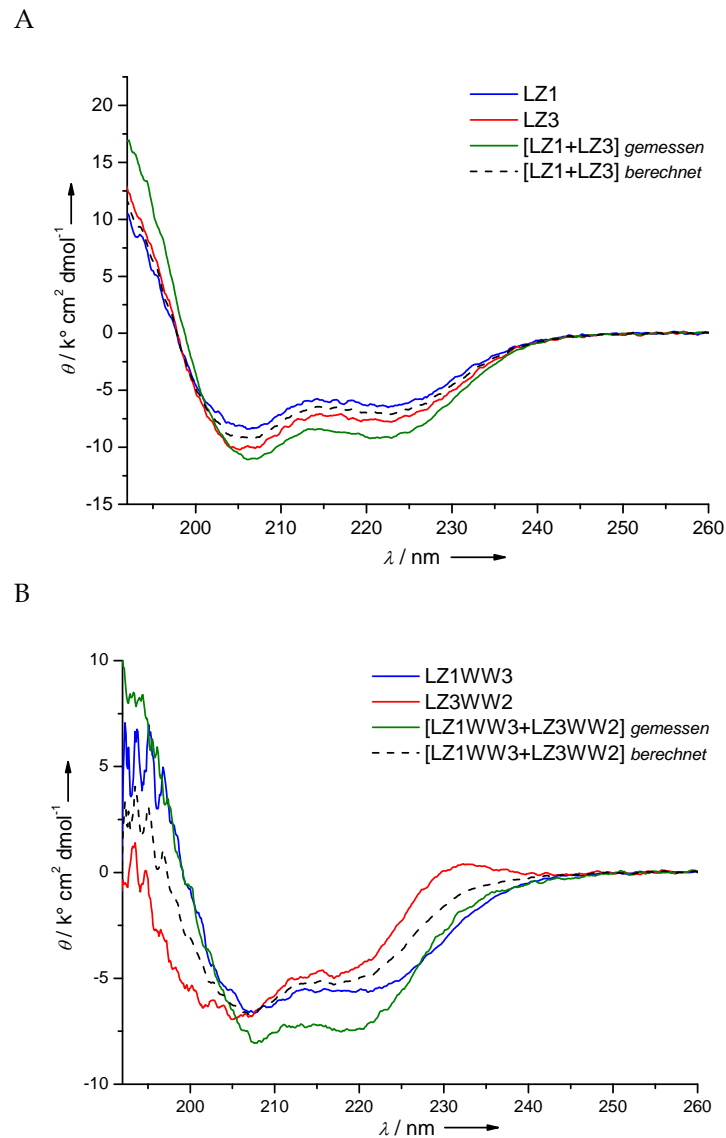 A
LZ1
LZ3
[LZ1+LZ3] gemessen
[LZ1+LZ3] berechnet
20
15
10
5
0
-5
-10
-15
θ / k° cm² dmol⁻¹
200 210 220 230 240 250 260
λ / nm
B
LZ1WW3
LZ3WW2
[LZ1WW3+LZ3WW2] gemessen
[LZ1WW3+LZ3WW2] berechnet
10
5
0
-5
-10
θ / k° cm² dmol⁻¹
200 210 220 230 240 250 260
λ / nm